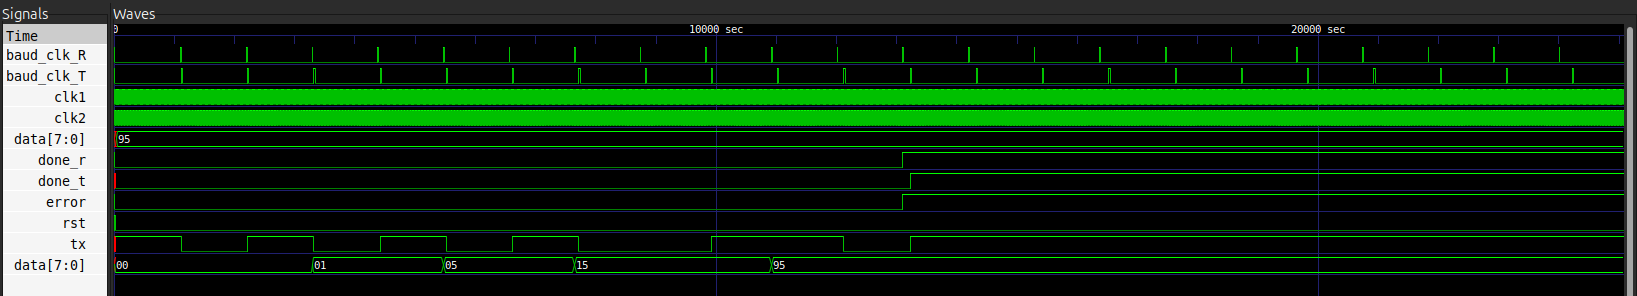 Signals Waves
Time 0 10000 sec 20000 sec
baud_clk_R
baud_clk_T
clk1
clk2
data[7:0] 95
done_r
done_t
error
rst
tx
data[7:0] 00 01 05 15 95